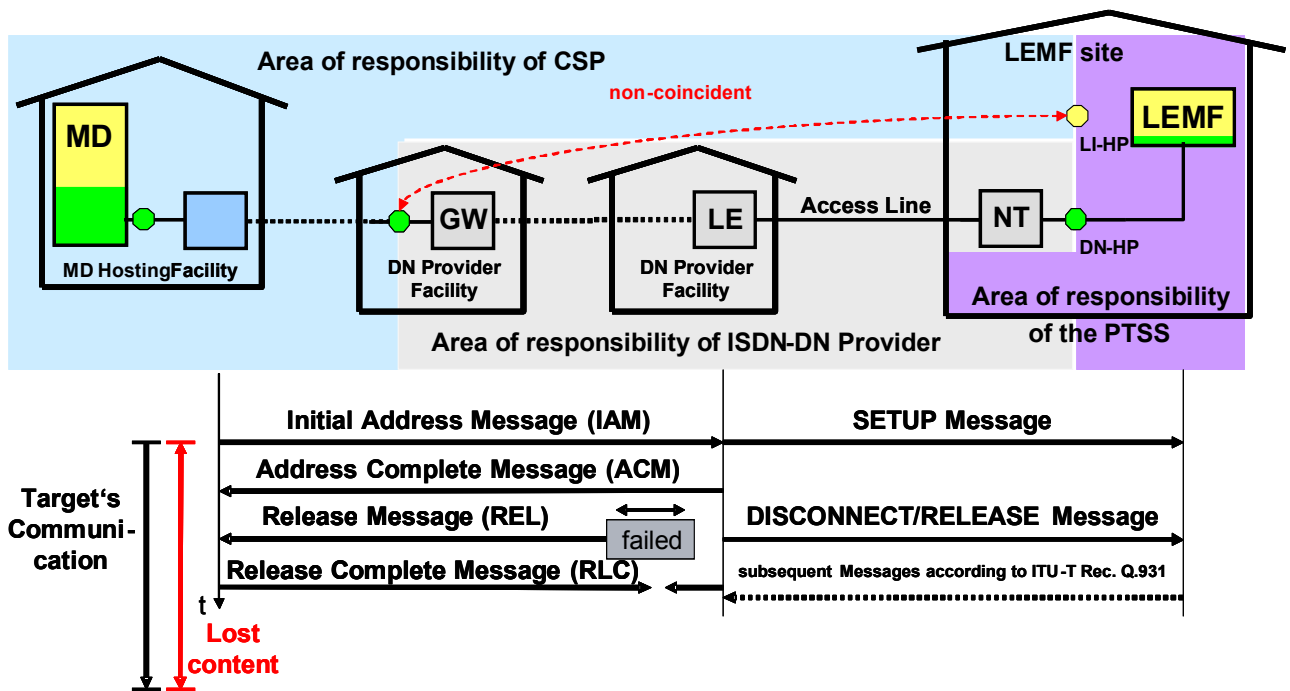 Area of responsibility of CSP
LEMF site
non-coincident
MD
LEMF
LI-HP
GW
LE
Access Line
NT
DN-HP
MD HostingFacility
DN Provider
Facility
DN Provider
Facility
Area of responsibility
of the PTSS
Area of responsibility of ISDN-DN Provider
Initial Address Message (IAM)
SETUP Message
Address Complete Message (ACM)
Target‘s
Communi-
cation
Release Message (REL)
failed
DISCONNECT/RELEASE Message
Release Complete Message (RLC)
subsequent Messages according to ITU-T Rec. Q.931
t
Lost
content